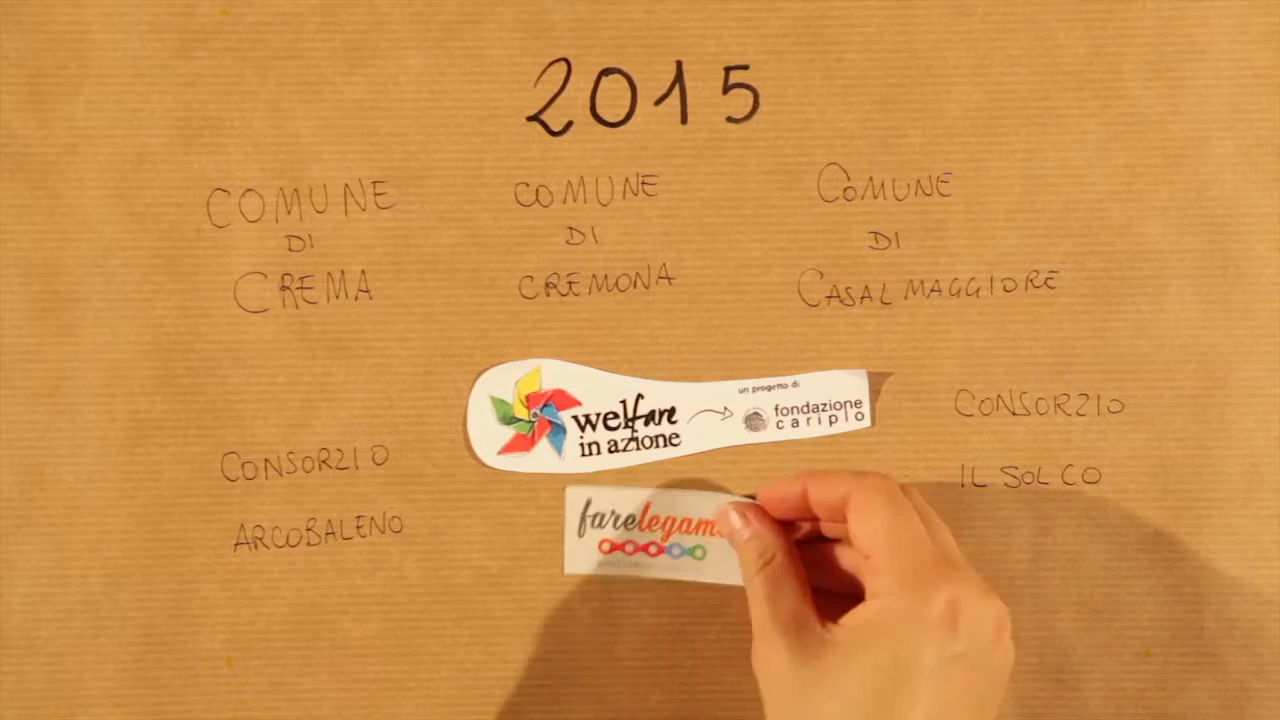 2015
COMUNE
DI
CREMA
COMUNE
DI
CREMONA
COMUNE
DI
CASALMAGGIORE
welfare
in azione
un progetto di
fondazione
cariplo
CONSORZIO
ARCOBALENO
CONSORZIO
IL SOLCO
farelegam